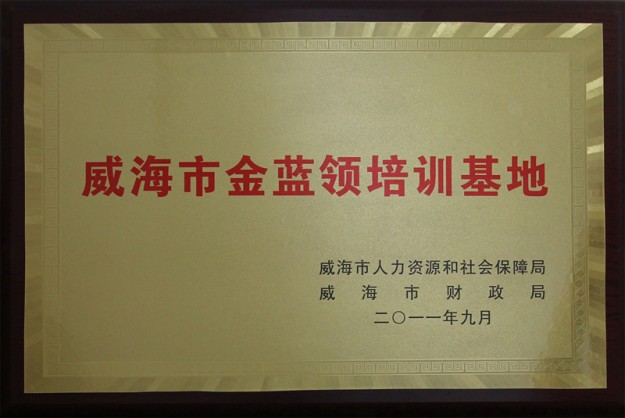 威海市金蓝领培训基地
威海市人力资源和社会保障局
威海市财政局
二〇一一年九月